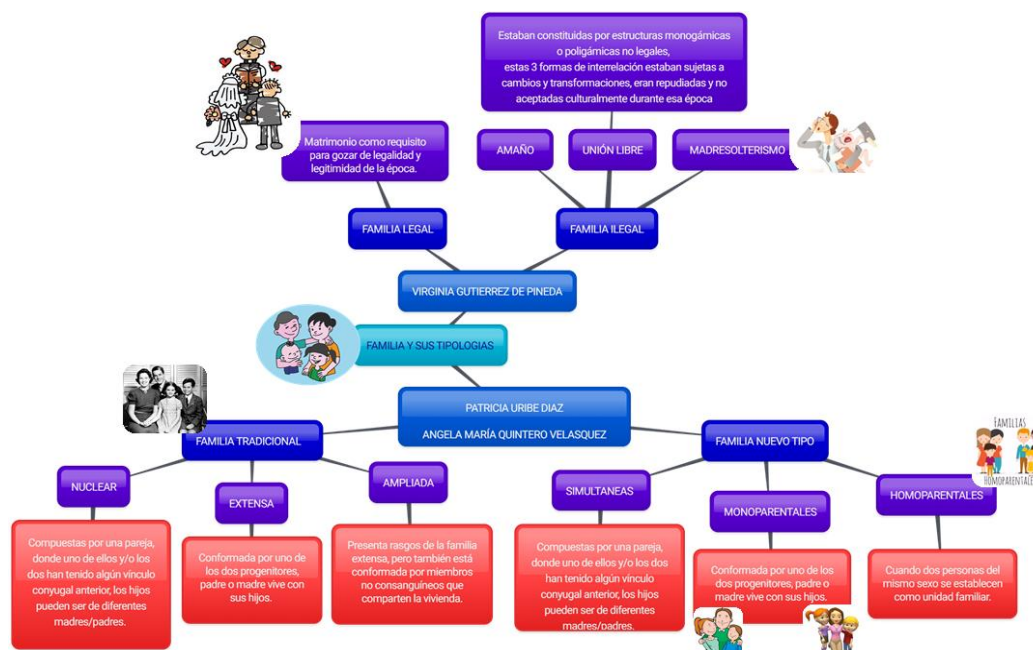 Estaban constituidas por estructuras monogámicas
o poligámicas no legales,
estas 3 formas de interrelación estaban sujetas a
cambios y transformaciones, eran repudiadas y no
aceptadas culturalmente durante esa época
Matrimonio como requisito
para gozar de legalidad y
legitimidad de la época.
AMAÑO
UNIÓN LIBRE
MADRESOLTERISMO
FAMILIA LEGAL
FAMILIA ILEGAL
VIRGINIA GUTIERREZ DE PINEDA
FAMILIA Y SUS TIPOLOGIAS
PATRICIA URIBE DIAZ
ANGELA MARÍA QUINTERO VELASQUEZ
FAMILIA TRADICIONAL
FAMILIA NUEVO TIPO
FAMILIAS
HOMOPARENTALE
NUCLEAR
EXTENSA
AMPLIADA
SIMULTANEAS
MONOPARENTALES
HOMOPARENTALES
Compuestas por una pareja,
donde uno de ellos y/o los
dos han tenido algún vínculo
conyugal anterior, los hijos
pueden ser de diferentes
madres/padres.
Conformada por uno de
los dos progenitores,
padre o madre vive con
sus hijos.
Presenta rasgos de la familia
extensa, pero también está
conformada por miembros
no consanguíneos que
comparten la vivienda.
Compuestas por una pareja,
donde uno de ellos y/o los
dos han tenido algún vínculo
conyugal anterior, los hijos
pueden ser de diferentes
madres/padres.
Conformada por uno de los
dos progenitores, padre o
madre vive con sus hijos.
Cuando dos personas del
mismo sexo se establecen
como unidad familiar.